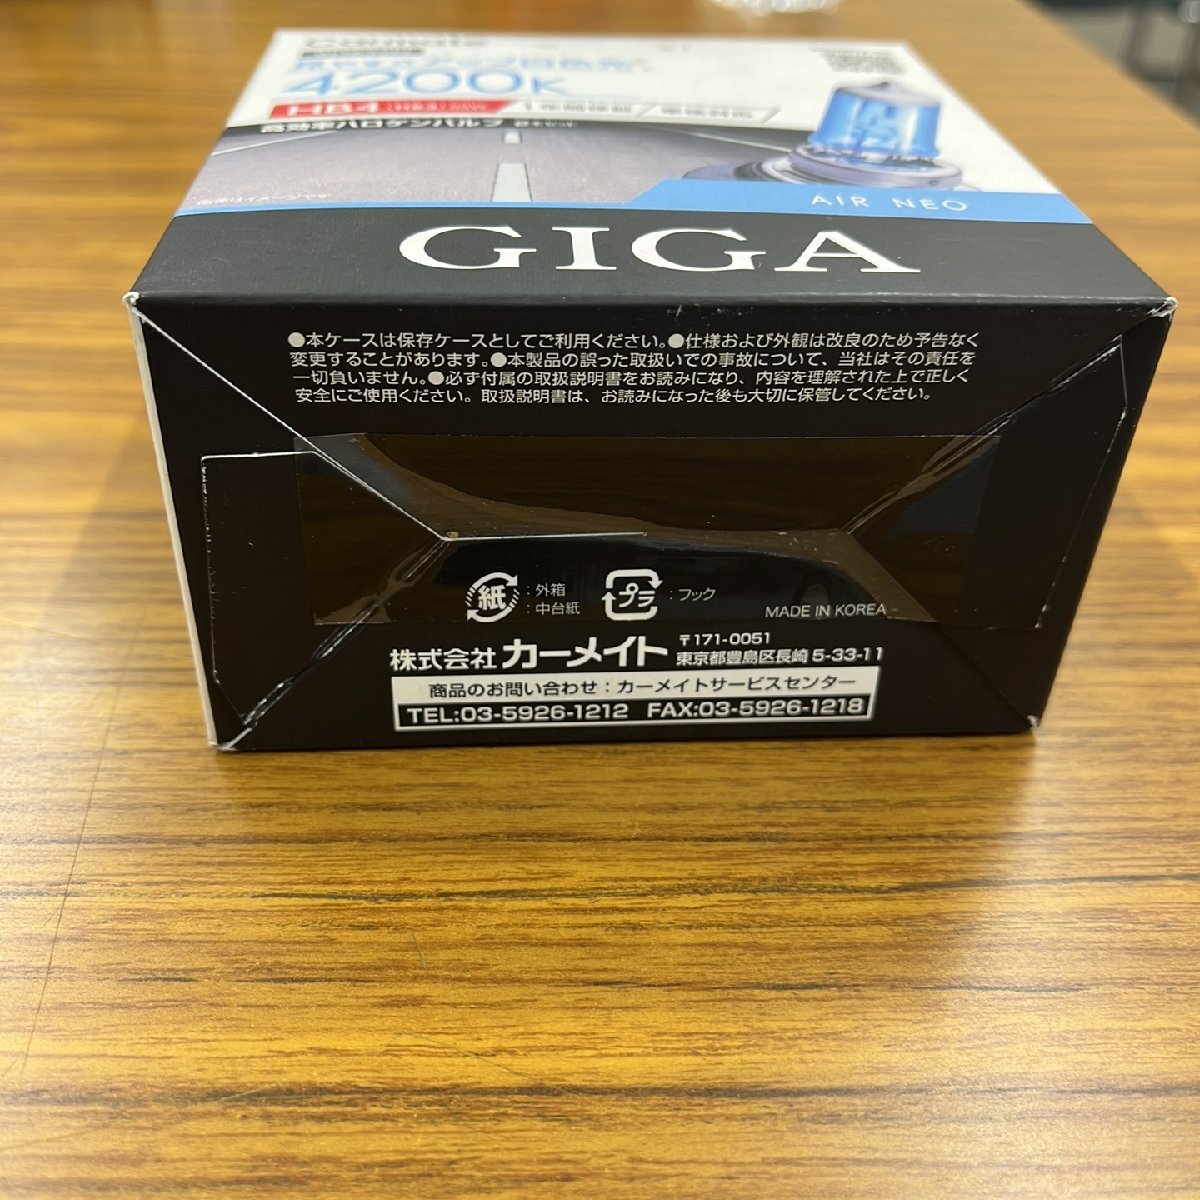 4200K
HB4
高効率ハロゲンバルブ
画像はイメージです
AIR NEO
GIGA
●本ケースは保存ケースとしてご利用ください。●仕様および外観は改良のため予告なく
変更することがあります。●本製品の誤った取扱いでの事故について、当社はその責任を
一切負いません。●必ず付属の取扱説明書をお読みになり、内容を理解された上で正しく
安全にご使用ください。取扱説明書は、お読みになった後も大切に保管してください。
紙 : 外箱
: 中台紙
プラ : フック
MADE IN KOREA
株式会社 カーメイト
〒171-0051
東京都豊島区長崎 5-33-11
商品のお問い合わせ : カーメイトサービスセンター
TEL:03-5926-1212 FAX:03-5926-1218